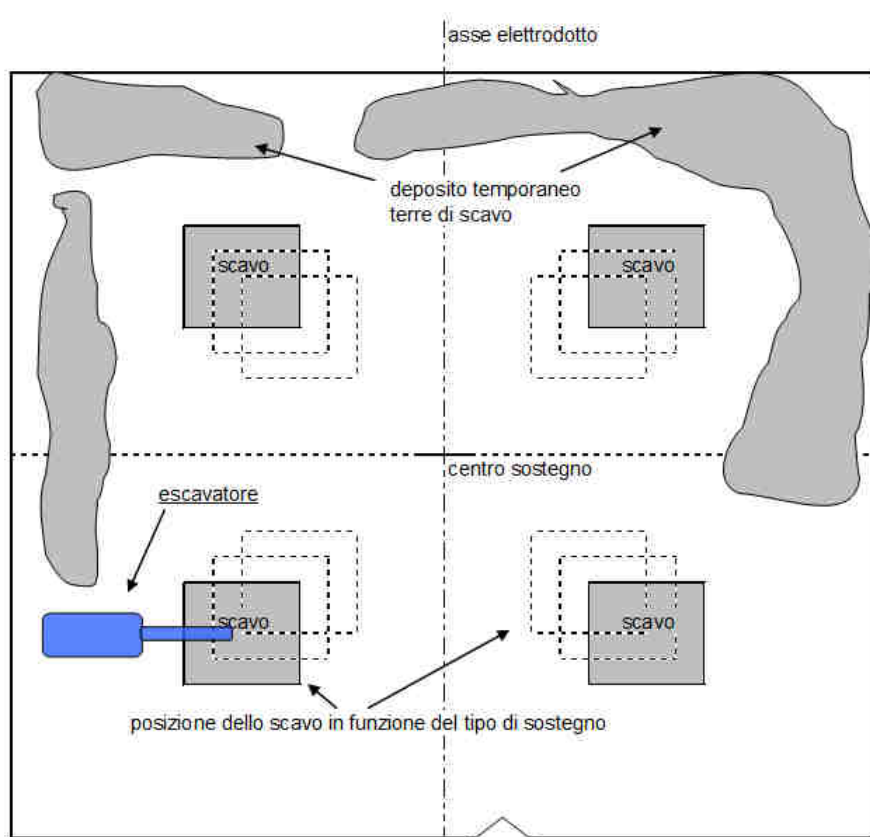 asse elettrodotto
deposito temporaneo
terre di scavo
scavo
scavo
centro sostegno
escavatore
scavo
scavo
posizione dello scavo in funzione del tipo di sostegno